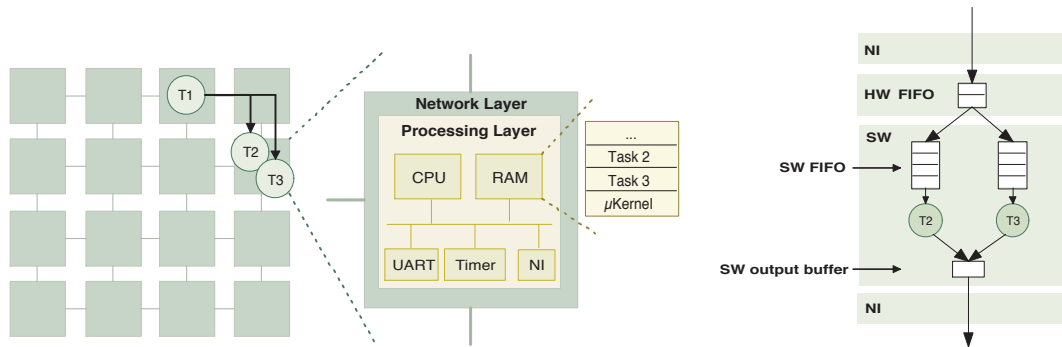 T1
T2
T3
Network Layer
Processing Layer
CPU
RAM
UART
Timer
NI
...
Task 2
Task 3
µKernel
NI
HW FIFO
SW
SW FIFO
T2
T3
SW output buffer
NI